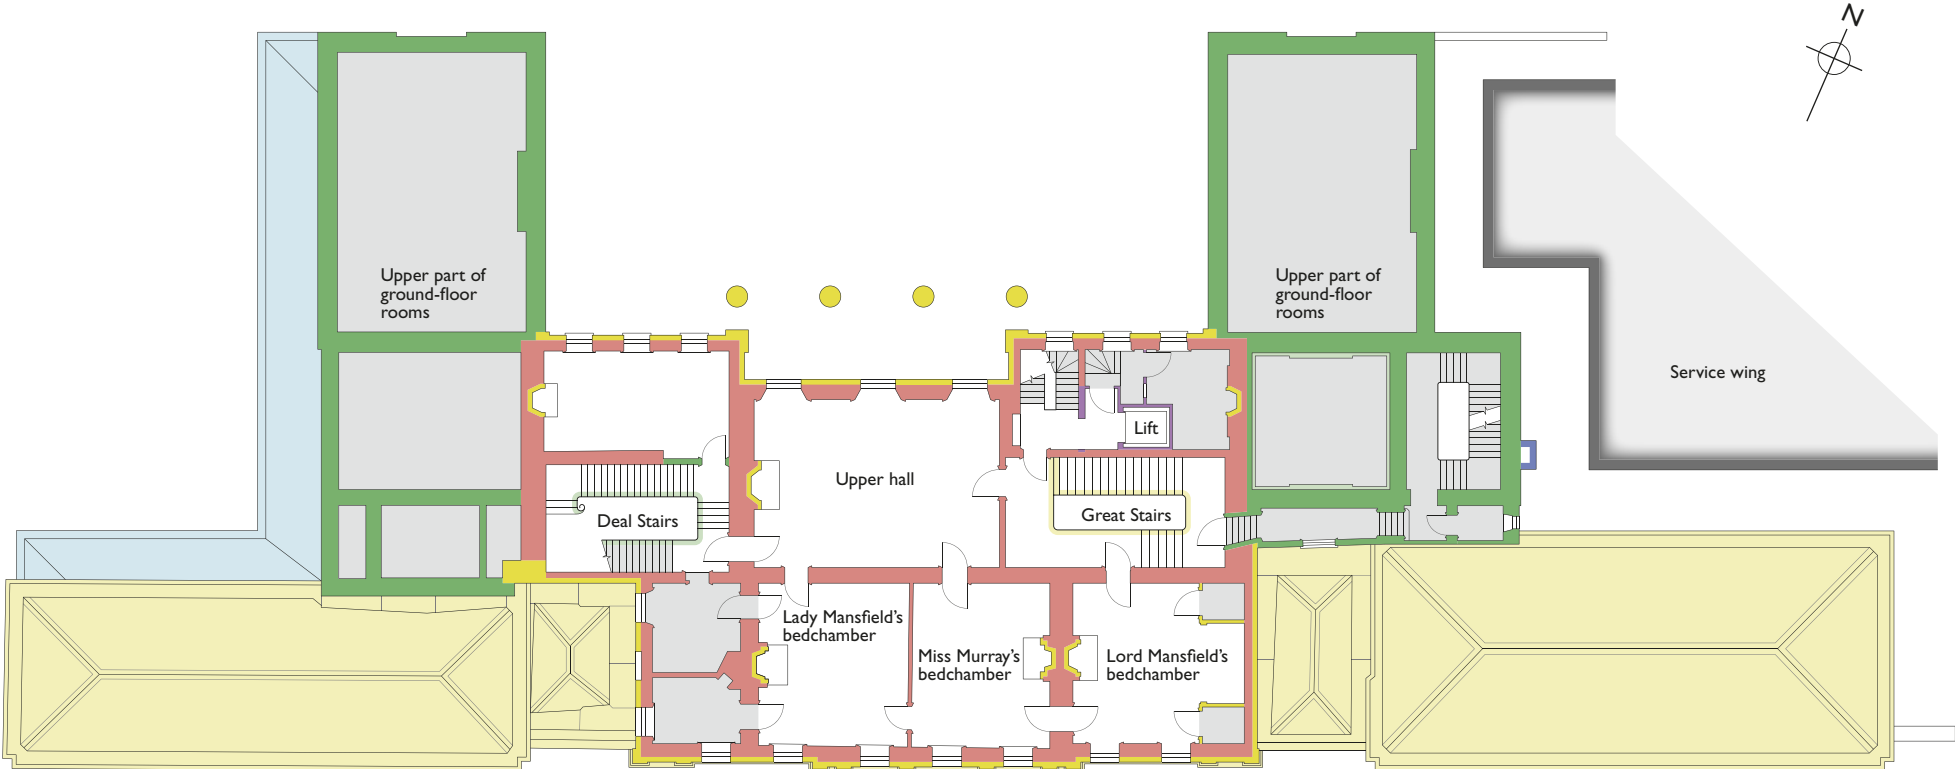 N
Upper part of
ground-floor
rooms
Upper part of
ground-floor
rooms
Service wing
Lift
Upper hall
Deal Stairs
Great Stairs
Lady Mansfield's
bedchamber
Miss Murray's
bedchamber
Lord Mansfield's
bedchamber